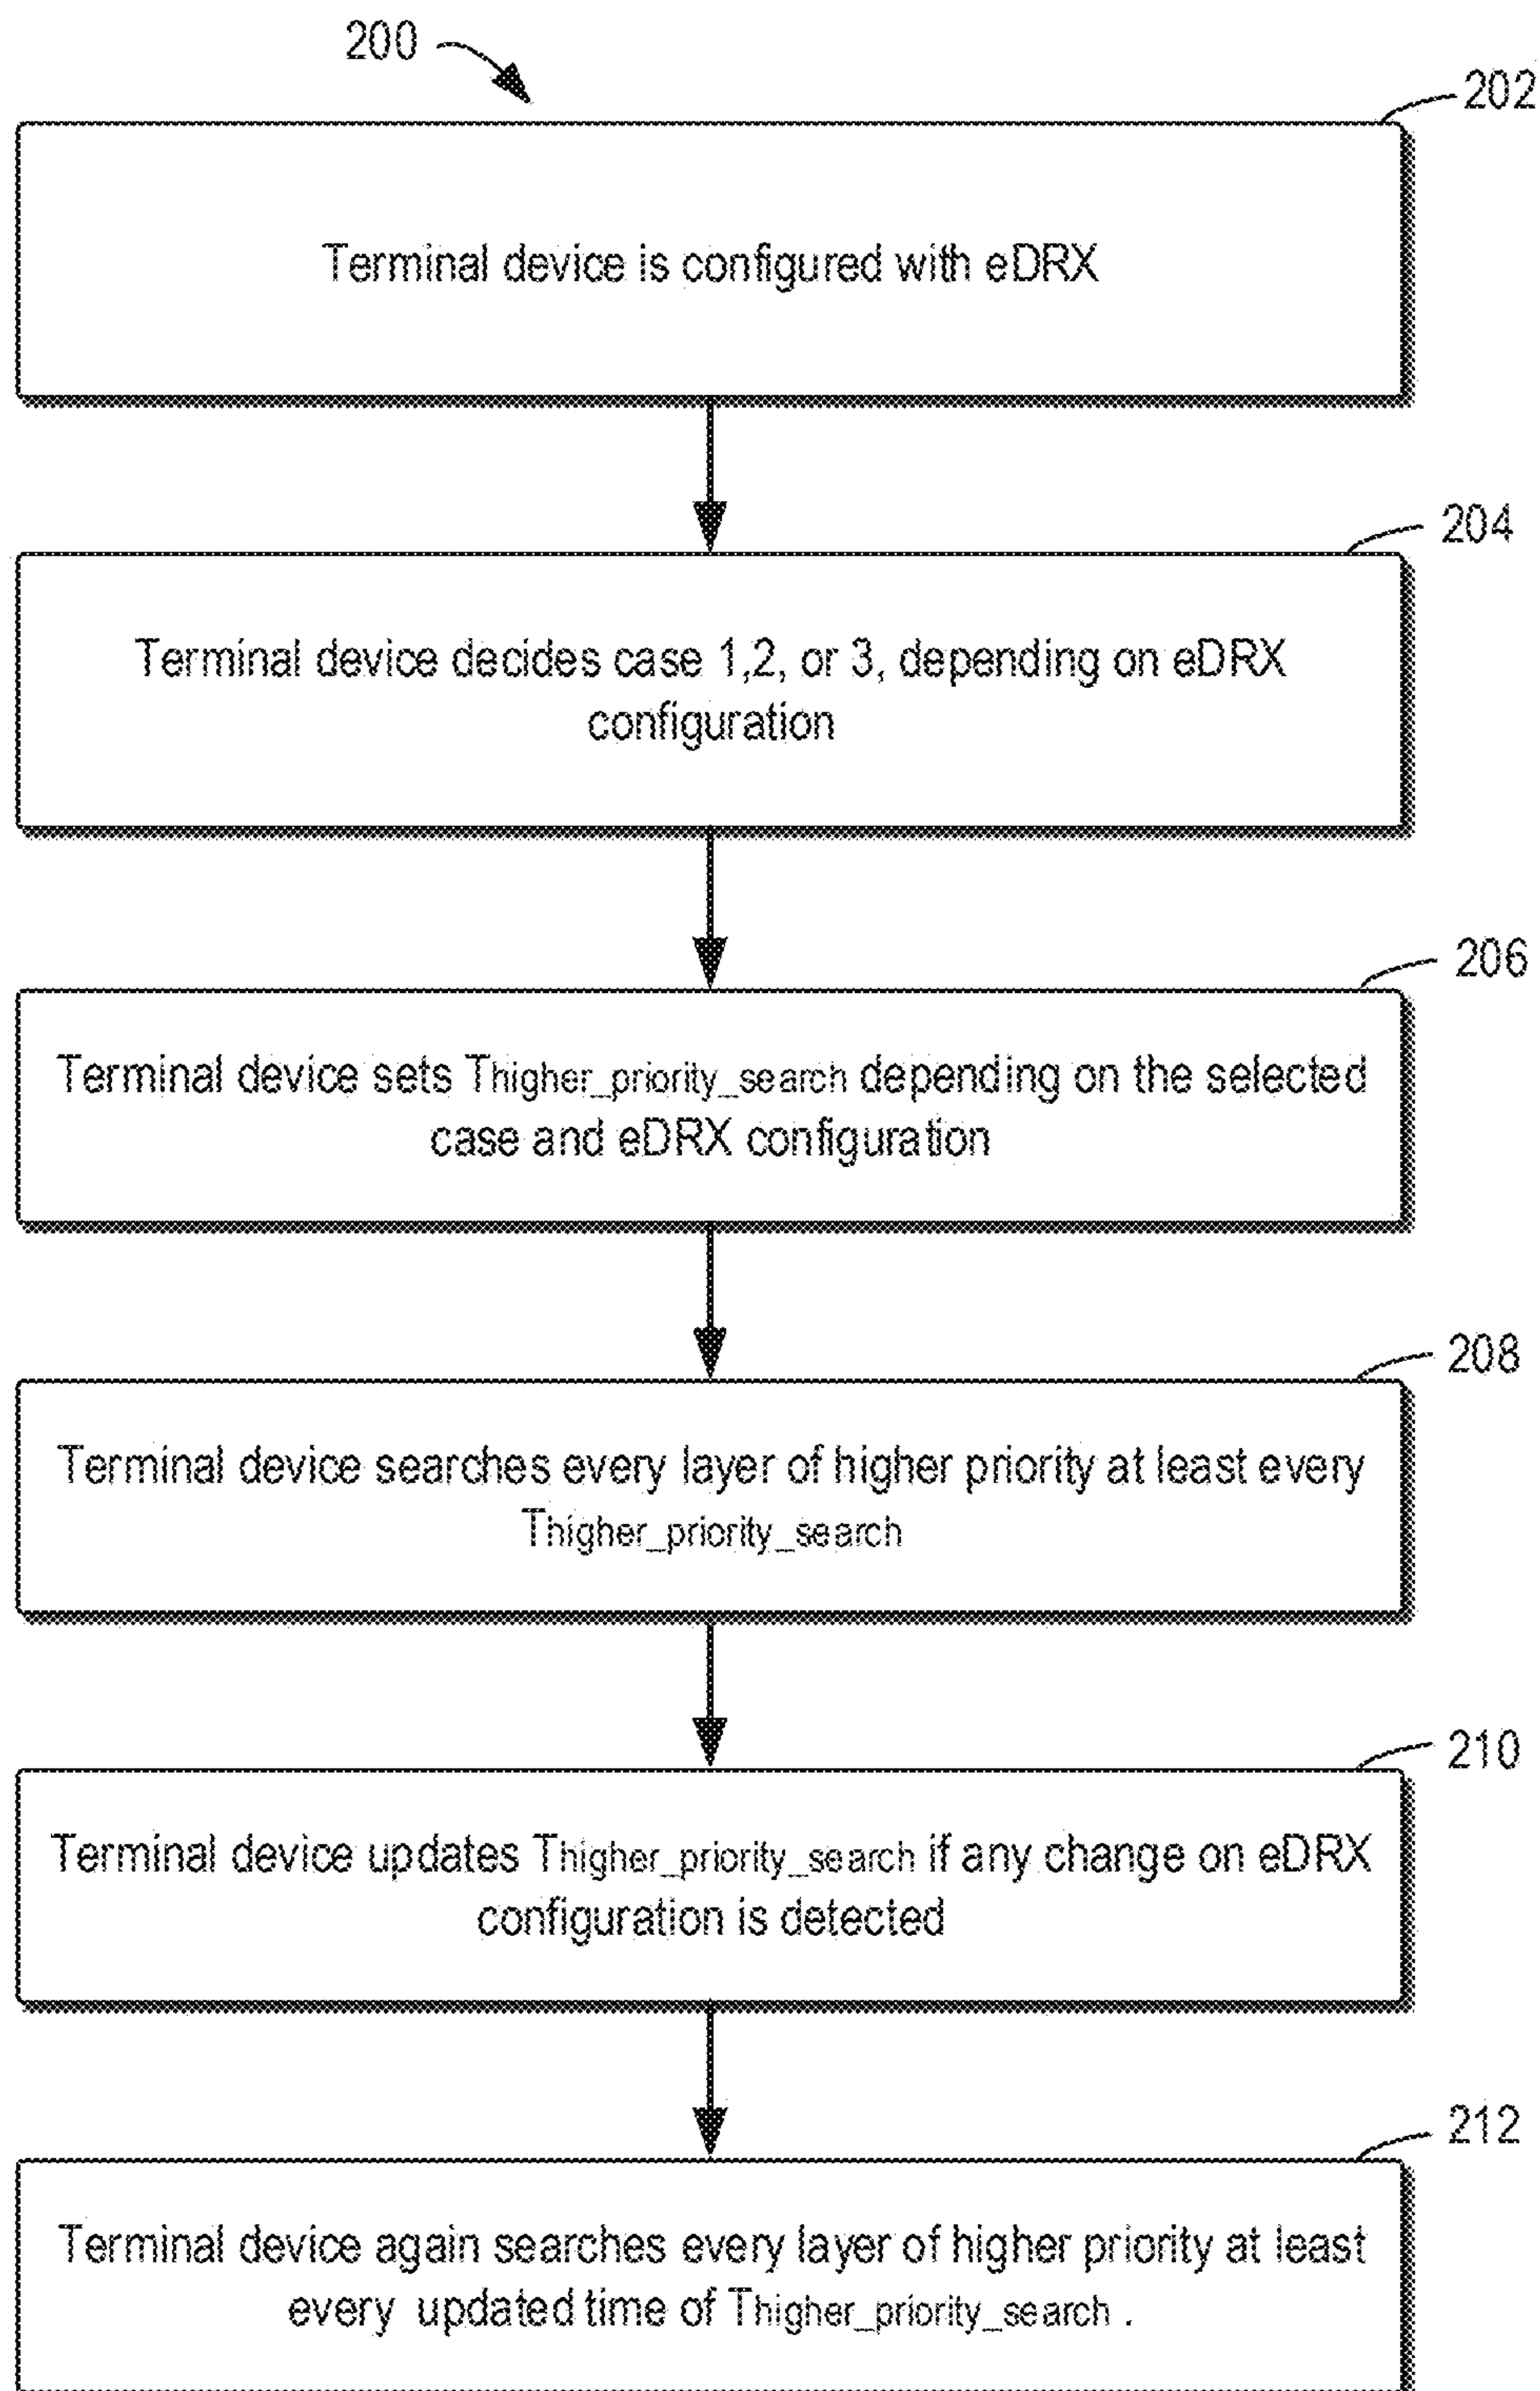 200
202
Terminal device is configured with eDRX
204
Terminal device decides case 1,2, or 3, depending on eDRX
configuration
206
Terminal device sets Thigher_priority_search depending on the selected
case and eDRX configuration
208
Terminal device searches every layer of higher priority at least every
Thigher_priority_search
210
Terminal device updates Thigher_priority_search if any change on eDRX
configuration is detected
212
Terminal device again searches every layer of higher priority at least
every updated time of Thigher_priority_search .